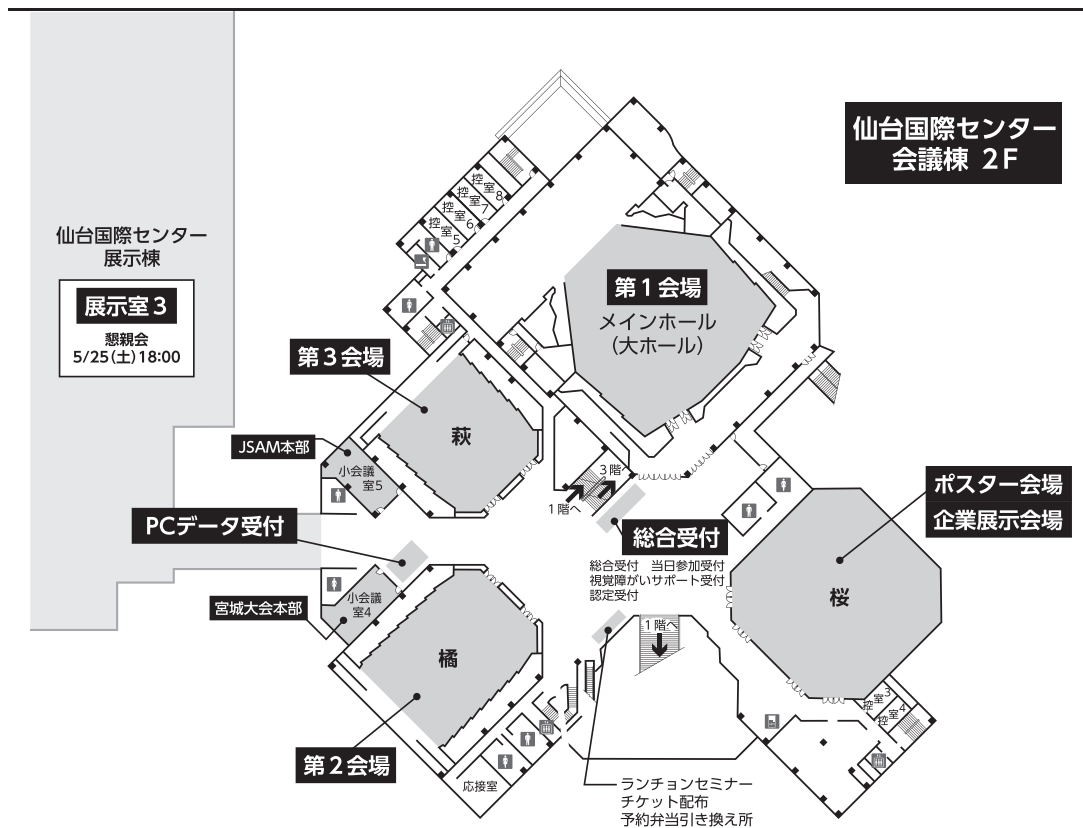 仙台国際センター
会議棟 2F
控室8
控室7
控室6
控室5
仙台国際センター
展示棟
展示室3
懇親会
5/25(土)18:00
第1会場
メインホール
(大ホール)
第3会場
萩
JSAM本部
小会議
室5
3階へ
1階へ
ポスター会場
企業展示会場
PCデータ受付
総合受付
総合受付 当日参加受付
視覚障がいサポート受付
認定受付
桜
小会議
室4
宮城大会本部
1階へ
橘
控室3
控室4
第2会場
応接室
ランチョンセミナー
チケット配布
予約弁当引き換え所